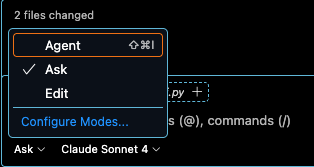 2 files changed
Agent ⇧⌘I
✓ Ask
Edit
Configure Modes...
.py +
s (@), commands (/)
Ask Claude Sonnet 4